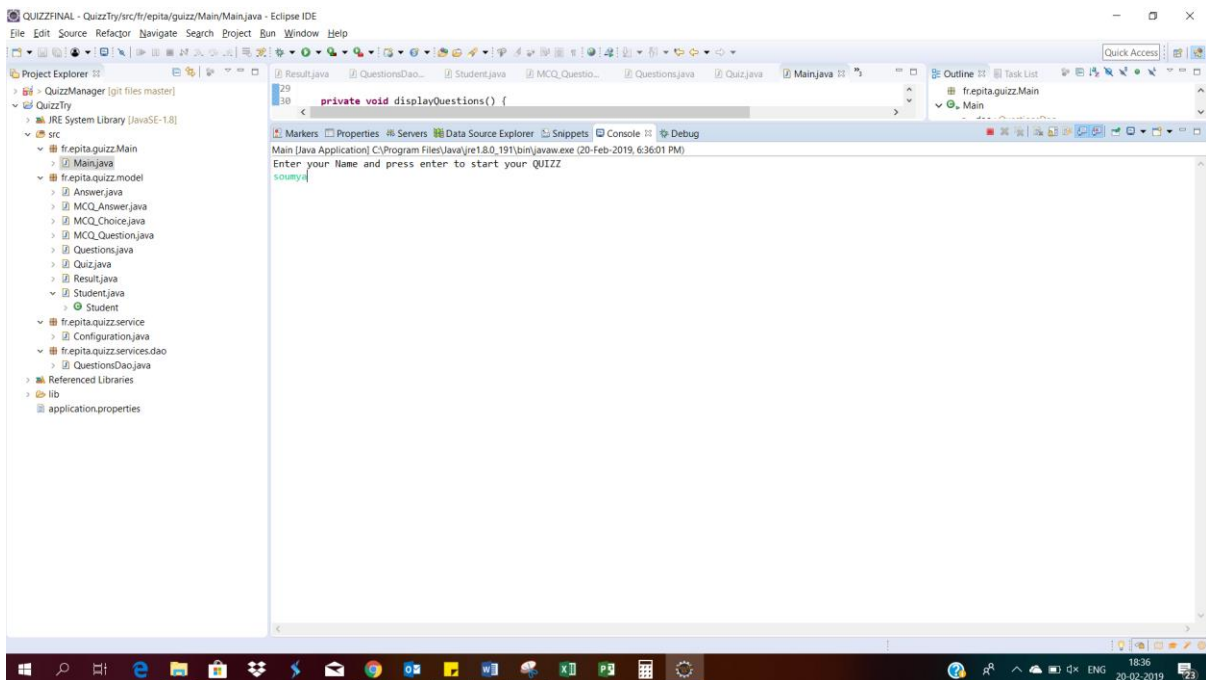 QUIZZFINAL - QuizzTry/src/fr/epita/guizz/Main/Main.java - Eclipse IDE
File Edit Source Refactor Navigate Search Project Run Window Help
Quick Access
Project Explorer
Result.java QuestionsDao... Student.java MCQ_Questio... Questions.java Quiz.java Main.java
Outline Task List
> QuizzManager [git files master]
QuizzTry
JRE System Library [JavaSE-1.8]
src
fr.epita.guizz.Main
Main.java
fr.epita.quizz.model
Answer.java
MCQ_Answer.java
MCQ_Choice.java
MCQ_Question.java
Questions.java
Quiz.java
Result.java
Student.java
Student
fr.epita.quizz.service
Configuration.java
fr.epita.quizz.services.dao
QuestionsDao.java
Referenced Libraries
lib
application.properties
29
30 private void displayQuestions() {
fr.epita.guizz.Main
Main
Markers Properties Servers Data Source Explorer Snippets Console Debug
Main [Java Application] C:\Program Files\Java\jre1.8.0_191\bin\javaw.exe (20-Feb-2019, 6:36:01 PM)
Enter your Name and press enter to start your QUIZZ
soumya
ENG
18:36
20-02-2019
23